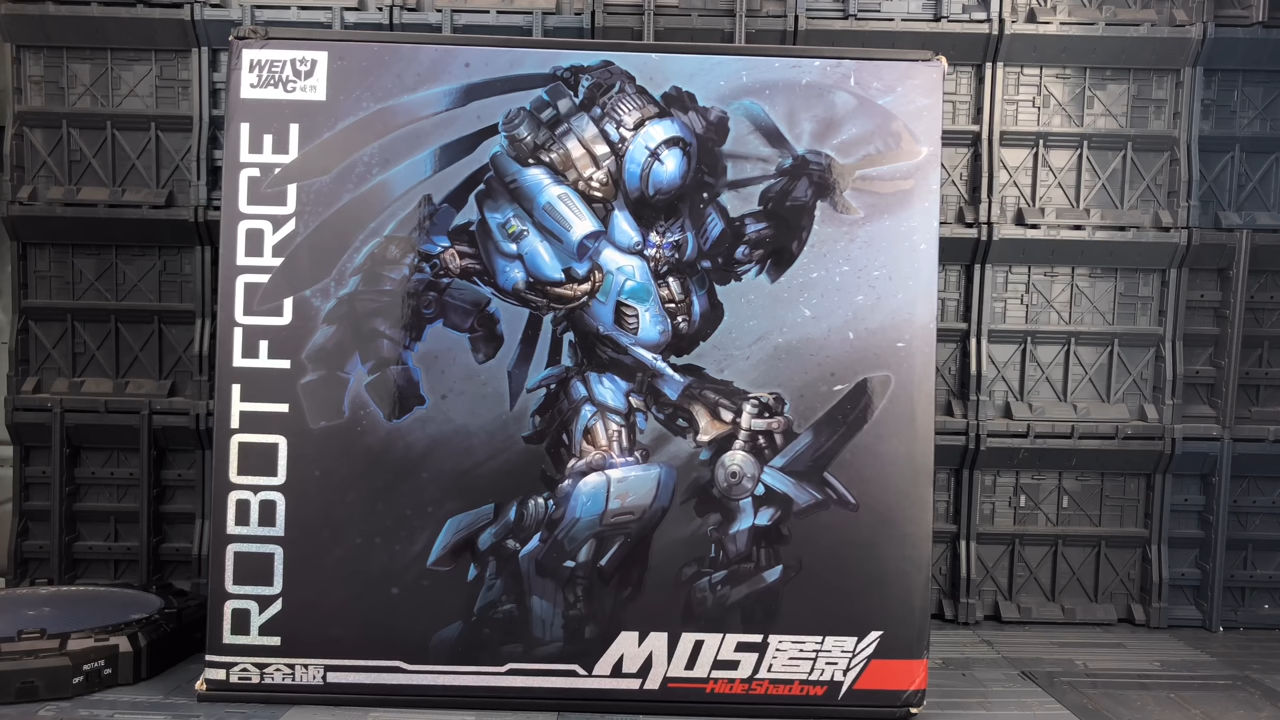 WEI
JIANG
威将
ROBOT FORCE
合金版
M05匿影
Hide Shadow
ROTATE
OFF
ON